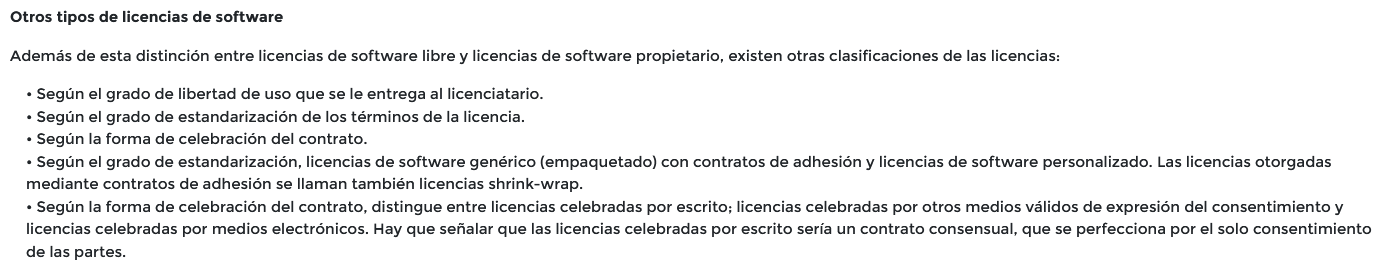 Otros tipos de licencias de software
Además de esta distinción entre licencias de software libre y licencias de software propietario, existen otras clasificaciones de las licencias:
• Según el grado de libertad de uso que se le entrega al licenciatario.
• Según el grado de estandarización de los términos de la licencia.
• Según la forma de celebración del contrato.
• Según el grado de estandarización, licencias de software genérico (empaquetado) con contratos de adhesión y licencias de software personalizado. Las licencias otorgadas
mediante contratos de adhesión se llaman también licencias shrink-wrap.
• Según la forma de celebración del contrato, distingue entre licencias celebradas por escrito; licencias celebradas por otros medios válidos de expresión del consentimiento y
licencias celebradas por medios electrónicos. Hay que señalar que las licencias celebradas por escrito sería un contrato consensual, que se perfecciona por el solo consentimiento
de las partes.